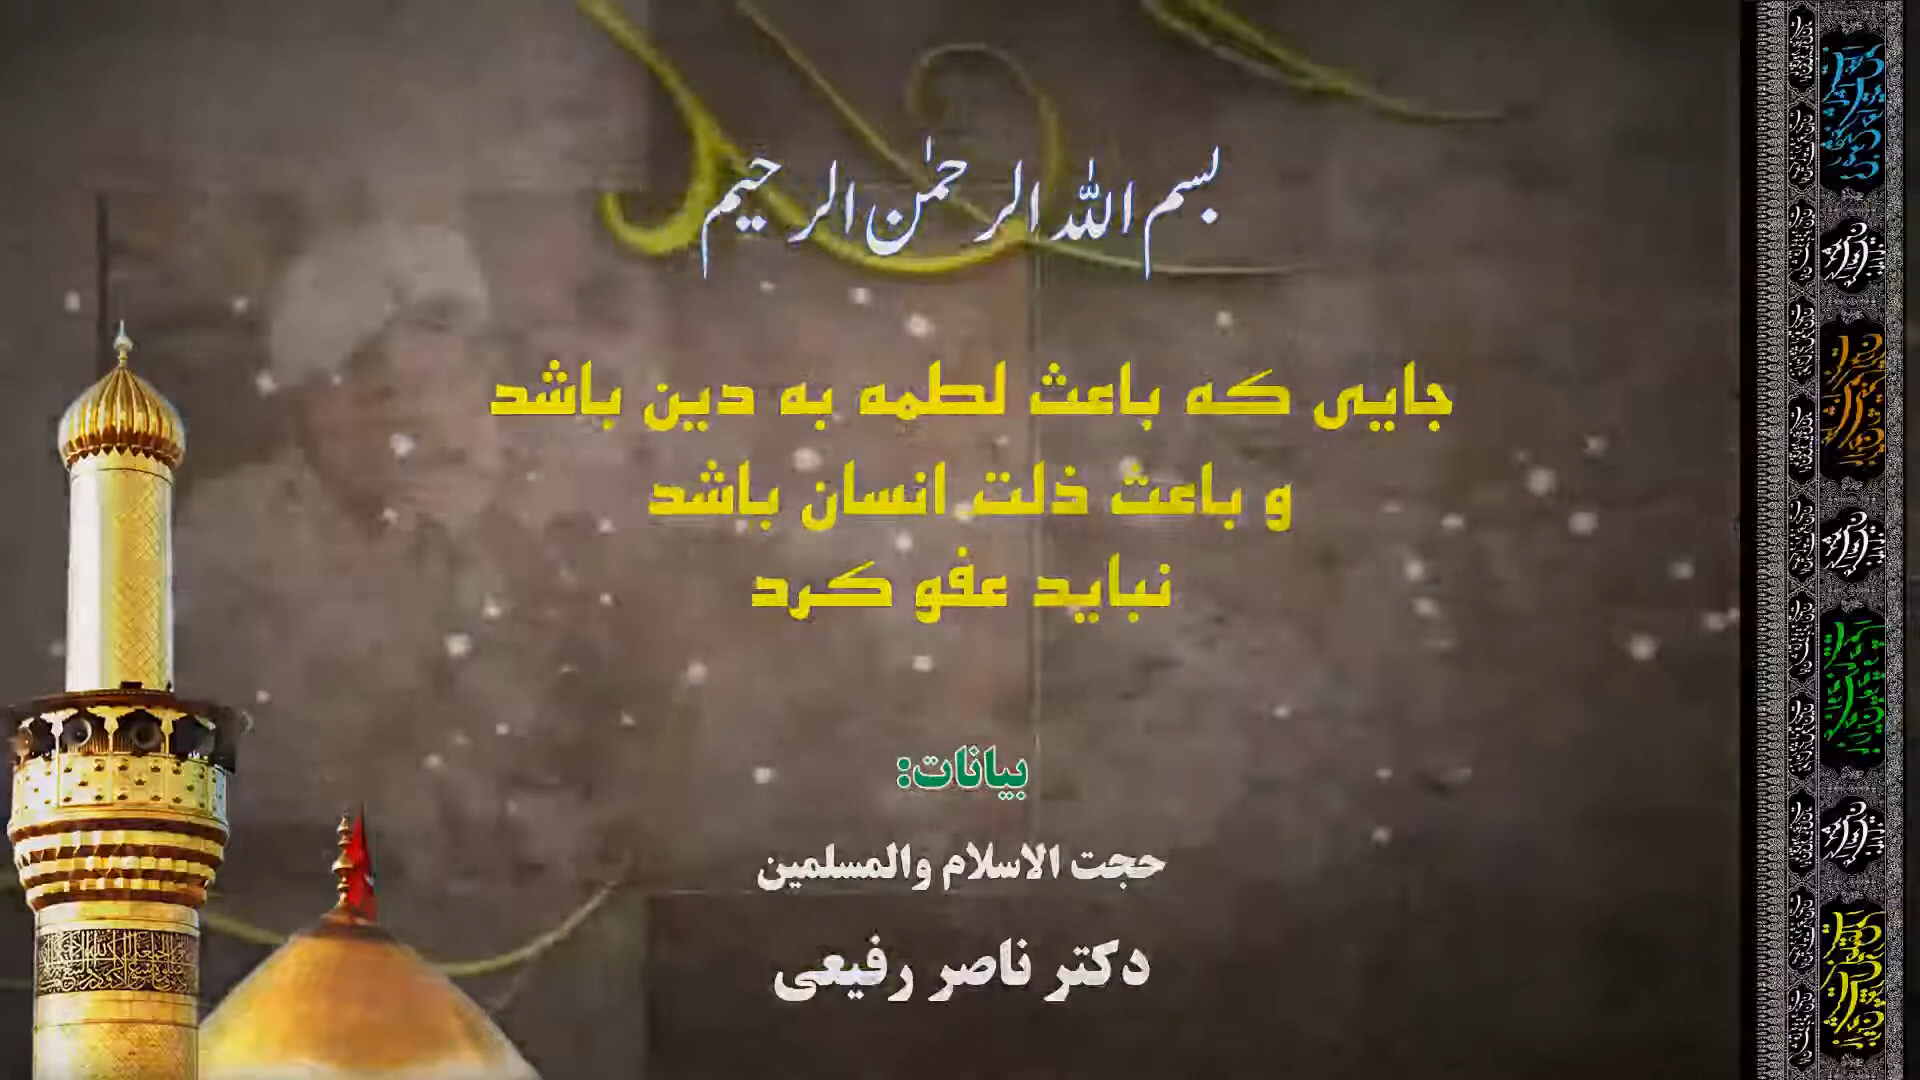 بسم الله الرحمٰن الرحیم
جایی که باعث لطمه به دین باشد
و باعث ذلت انسان باشد
نباید عفو کرد
بیانات:
حجت الاسلام والمسلمین
دکتر ناصر رفیعی